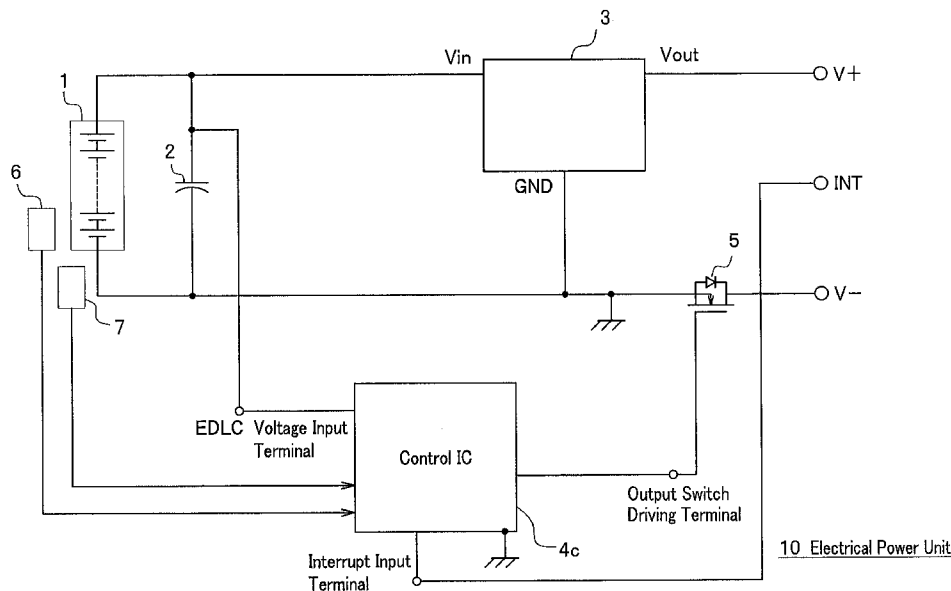 3
Vin
Vout
V+
1
2
6
GND
INT
5
V−
7
EDLC Voltage Input
Terminal
Control IC
Output Switch
Driving Terminal
4c
Interrupt Input
Terminal
10 Electrical Power Unit